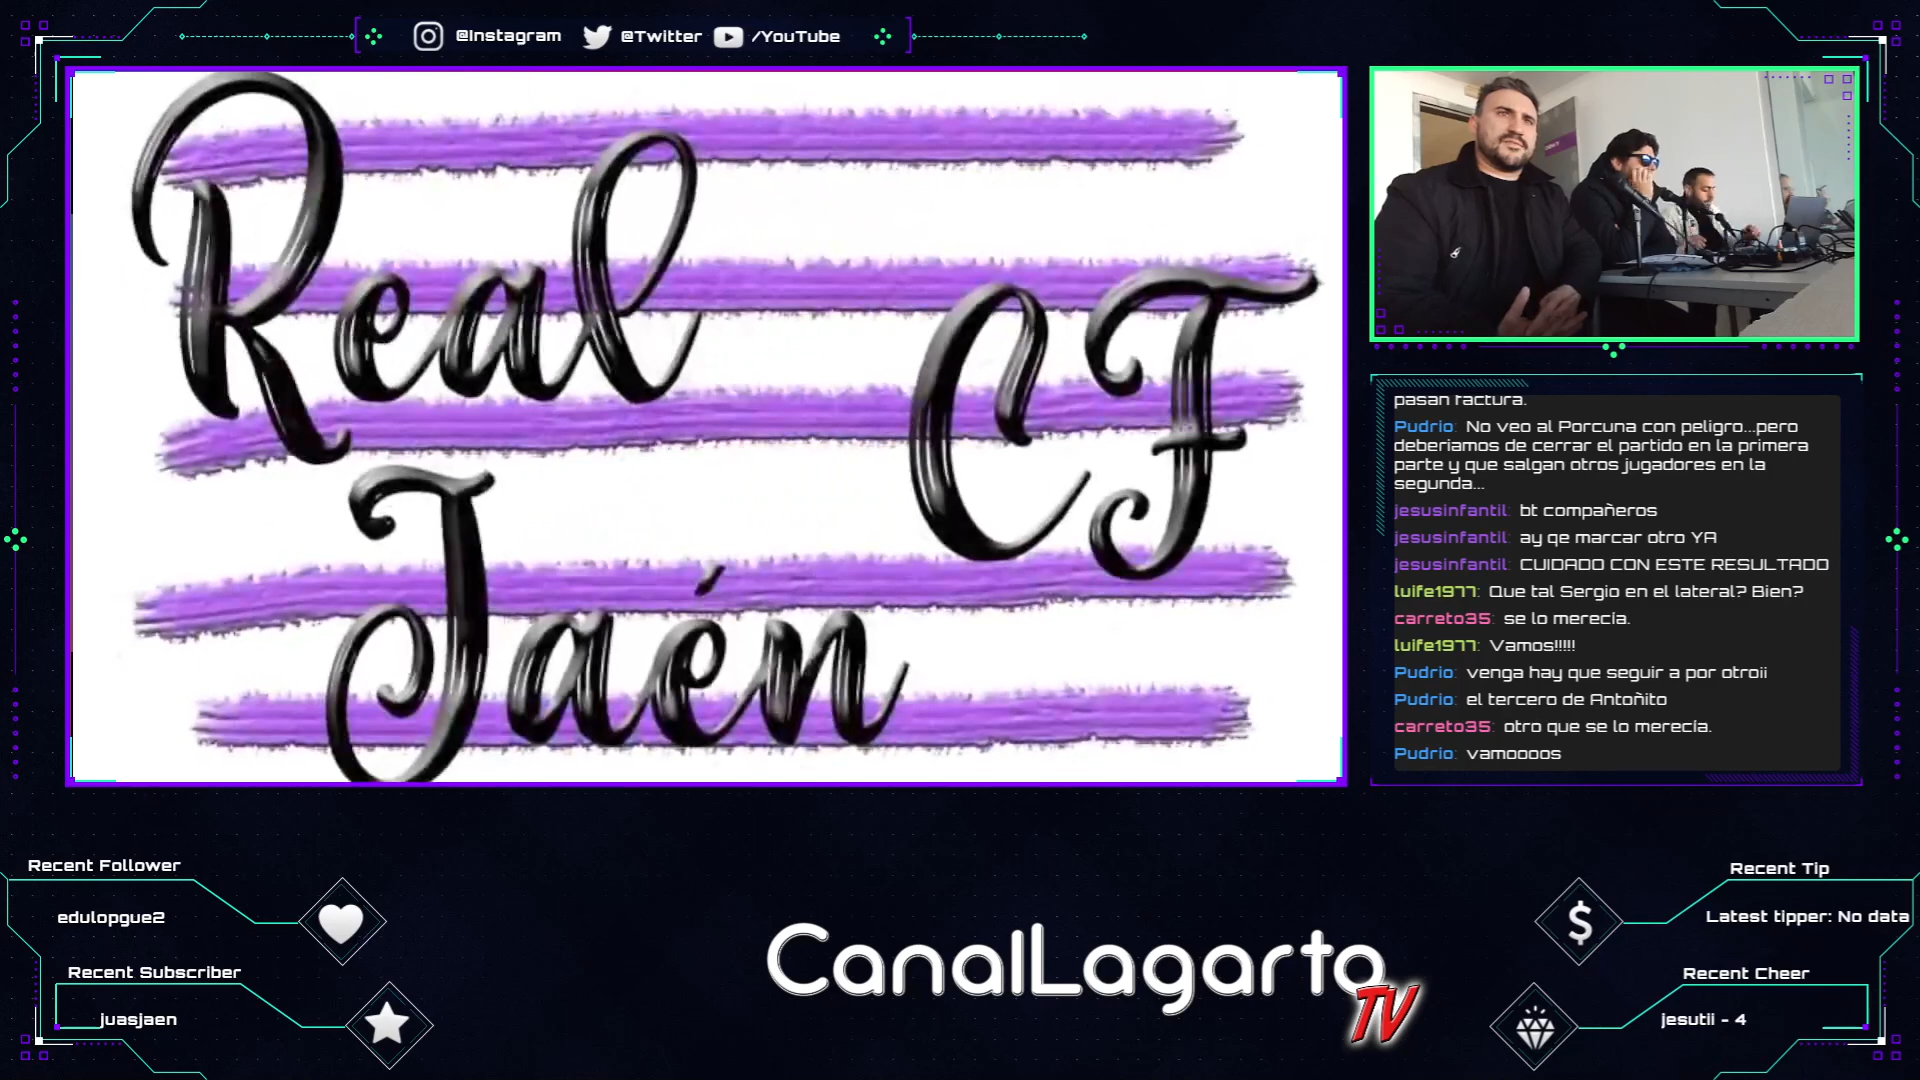 @Instagram @Twitter /YouTube
Real
CF
Jaén
pasan factura.
Pudrio: No veo al Porcuna con peligro...pero
deberiamos de cerrar el partido en la primera
parte y que salgan otros jugadores en la
segunda...
jesusinfantil: bt compañeros
jesusinfantil: ay qe marcar otro YA
jesusinfantil: CUIDADO CON ESTE RESULTADO
luife1977: Que tal Sergio en el lateral? Bien?
carreto35: se lo merecía.
luife1977: Vamos!!!!!
Pudrio: venga hay que seguir a por otroii
Pudrio: el tercero de Antoñito
carreto35: otro que se lo merecía.
Pudrio: vamoooos
Recent Follower
edulopgue2
Recent Subscriber
juasjaen
CanalLagarto
TV
Recent Tip
Latest tipper: No data
Recent Cheer
jesutii - 4